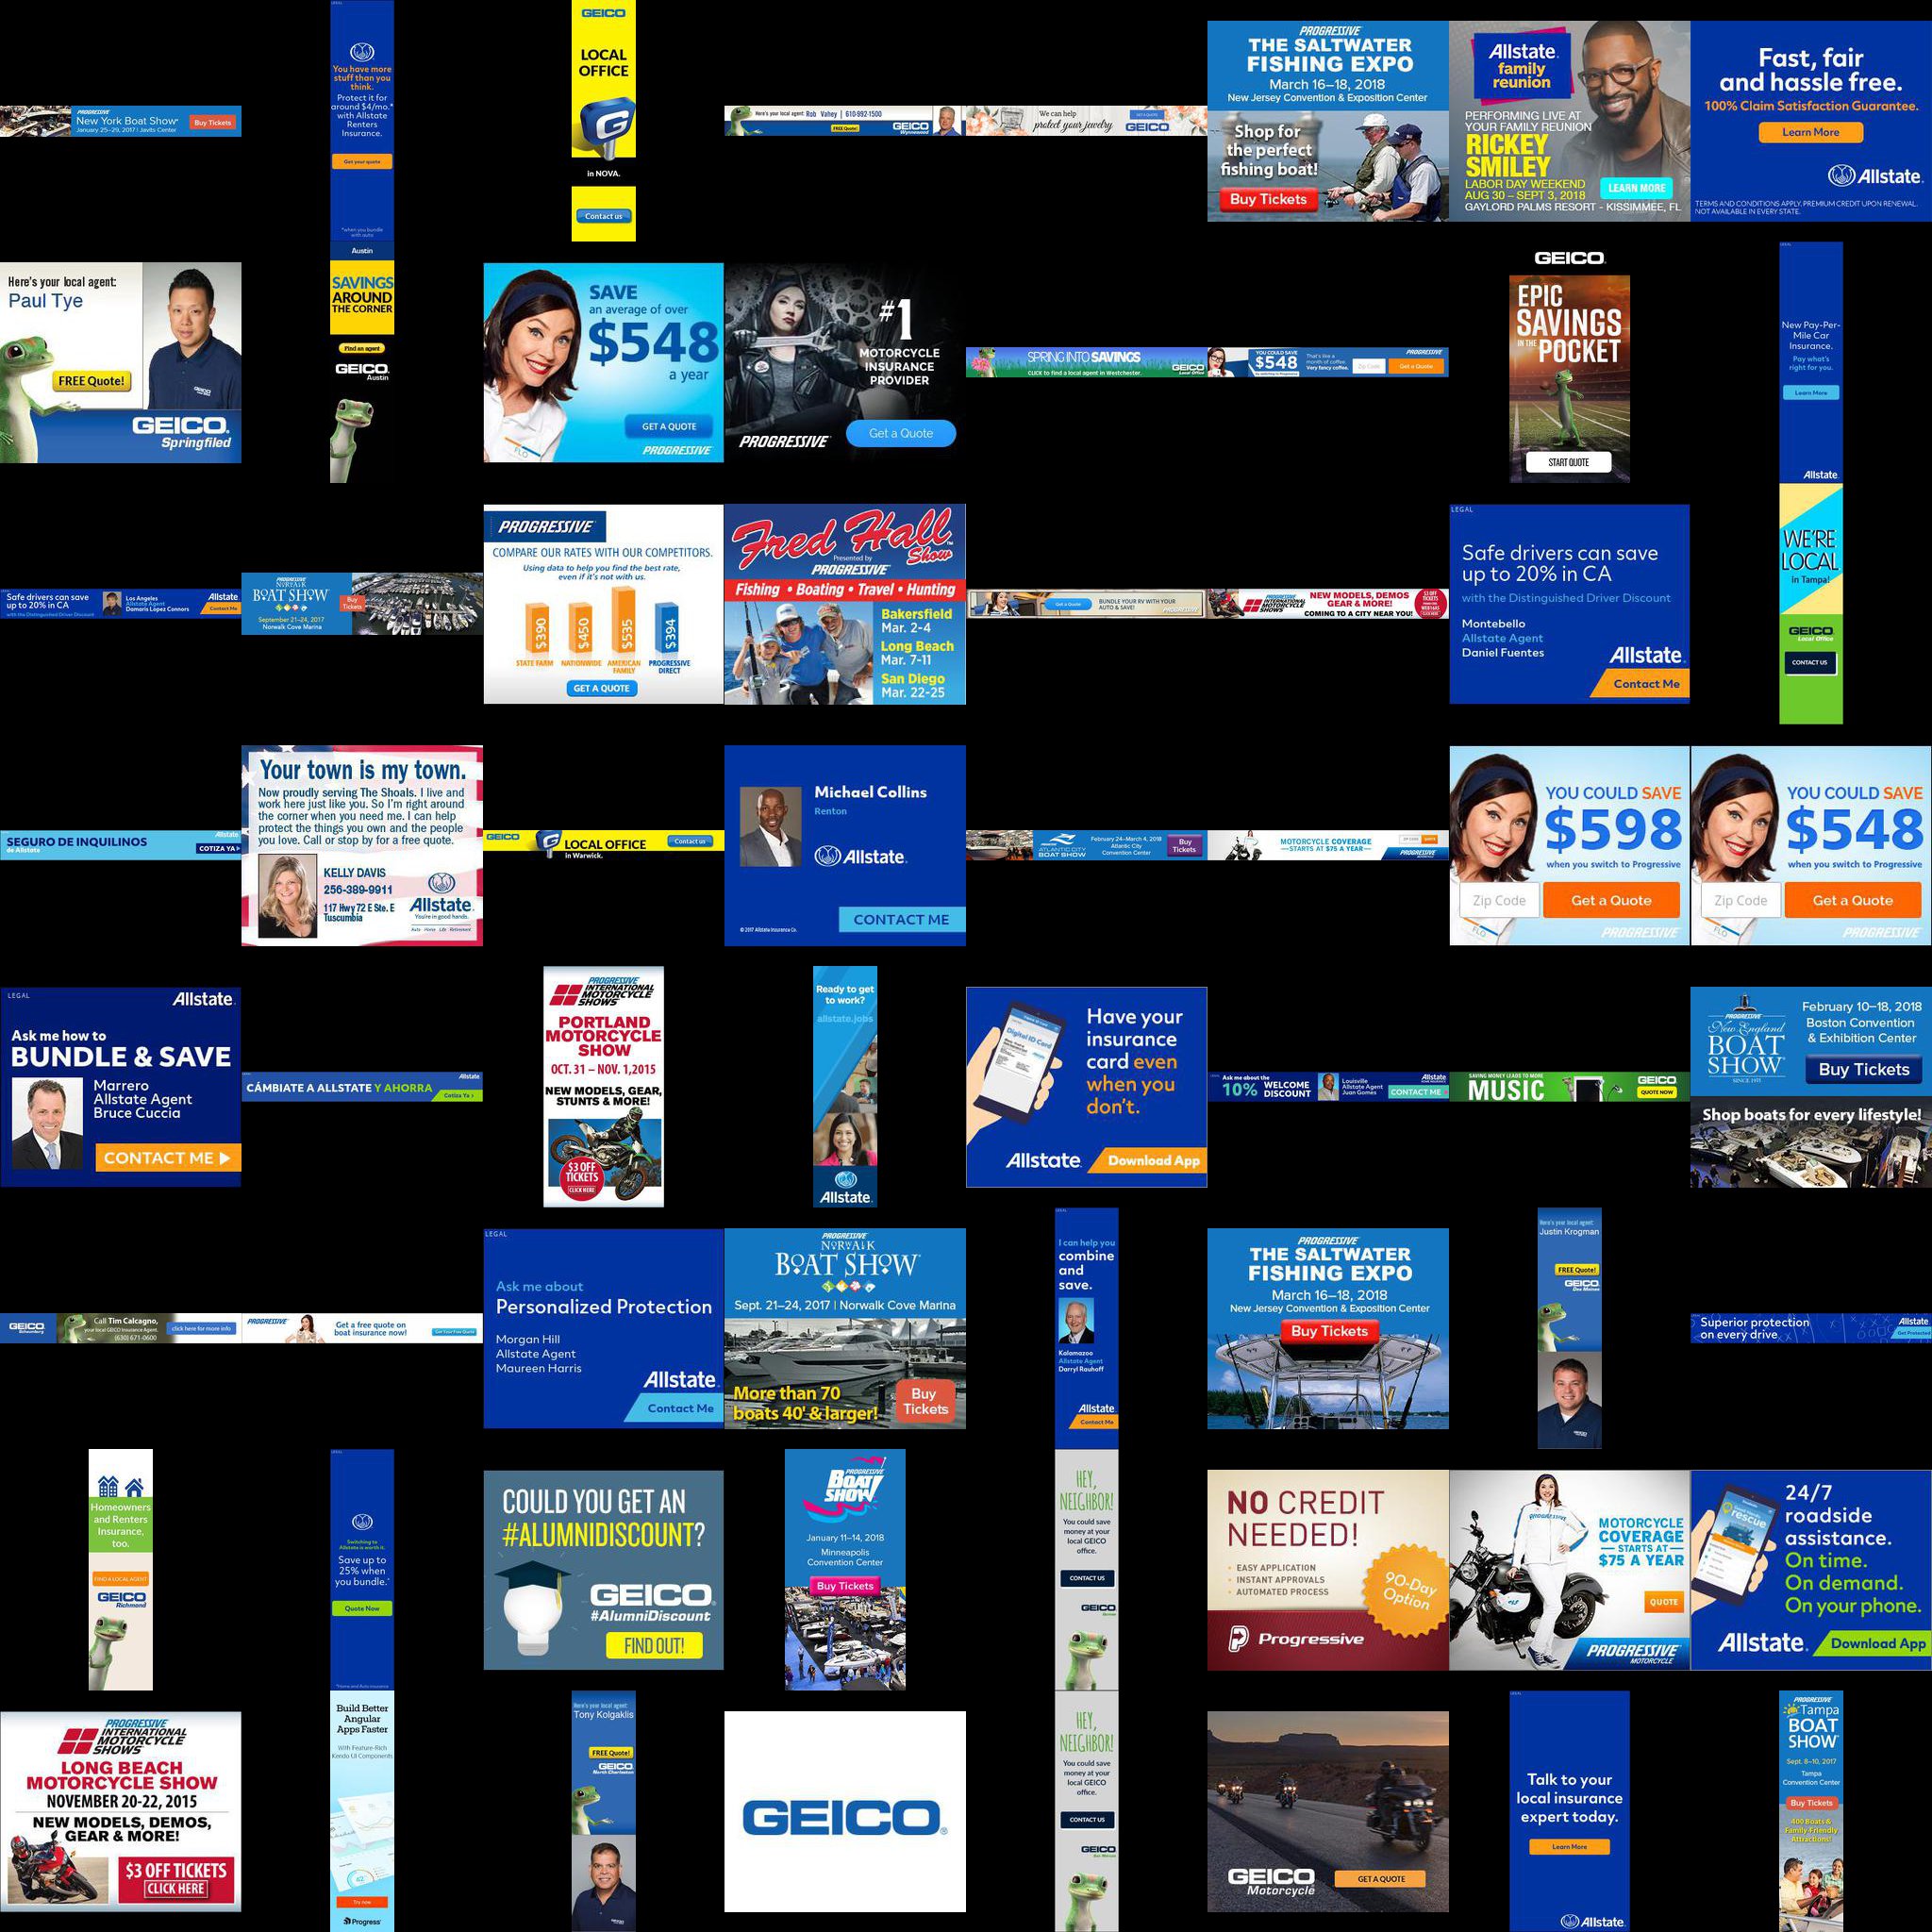 PROGRESSIVE
New York Boat Show
January 25–29, 2017 | Javits Center
Buy Tickets
You have more
stuff than you
think.
Protect it for
around $4/mo.*
with Allstate
Renters
Insurance.
Get your quote
*when you bundle
with auto
GEICO
LOCAL
OFFICE
in NOVA.
Contact us
Here's your local agent: Rob Vahey | 610-892-1500
FREE Quote!
GEICO
Wynnewood
We can help
protect your jewelry
GEICO
PROGRESSIVE
THE SALTWATER
FISHING EXPO
March 16–18, 2018
New Jersey Convention & Exposition Center
Shop for
the perfect
fishing boat!
Buy Tickets
Allstate
family
reunion
PERFORMING LIVE AT
YOUR FAMILY REUNION
RICKEY
SMILEY
LABOR DAY WEEKEND
AUG 30 – SEPT 3, 2018
LEARN MORE
GAYLORD PALMS RESORT - KISSIMMEE, FL
Fast, fair
and hassle free.
100% Claim Satisfaction Guarantee.
Learn More
Allstate
TERMS AND CONDITIONS APPLY. PREMIUM CREDIT UPON RENEWAL.
NOT AVAILABLE IN EVERY STATE.
Here's your local agent:
Paul Tye
FREE Quote!
GEICO
Springfiled
Austin
SAVINGS
AROUND
THE CORNER
Find an agent
GEICO
Austin
SAVE
an average of over
$548
a year
GET A QUOTE
FLO
PROGRESSIVE
#1
MOTORCYCLE
INSURANCE
PROVIDER
PROGRESSIVE
Get a Quote
SPRING INTO SAVINGS
CLICK to find a local agent in Westchester.
GEICO
Local Office
YOU COULD SAVE
$548
by switching to Progressive
That's like a
month of coffee.
Very fancy coffee.
PROGRESSIVE
Zip Code
Get a Quote
GEICO
EPIC
SAVINGS
IN THE POCKET
START QUOTE
New Pay-Per-
Mile Car
Insurance.
Pay what's
right for you.
Learn More
Allstate
Safe drivers can save
up to 20% in CA
with the Distinguished Driver Discount
Los Angeles
Allstate Agent
Damaris López Connors
Allstate
Contact Me
PROGRESSIVE
NORWALK
BOAT SHOW
September 21–24, 2017
Norwalk Cove Marina
Buy
Tickets
PROGRESSIVE
COMPARE OUR RATES WITH OUR COMPETITORS.
Using data to help you find the best rate,
even if it's not with us.
$390
$450
$535
$394
STATE FARM
NATIONWIDE
AMERICAN
FAMILY
PROGRESSIVE
DIRECT
GET A QUOTE
Fred Hall
Show
Presented by
PROGRESSIVE
Fishing • Boating • Travel • Hunting
Bakersfield
Mar. 2-4
Long Beach
Mar. 7-11
San Diego
Mar. 22-25
Get a Quote
BUNDLE YOUR RV WITH YOUR
AUTO & SAVE!
PROGRESSIVE
PROGRESSIVE
INTERNATIONAL
MOTORCYCLE
SHOWS
NEW MODELS, DEMOS
GEAR & MORE!
COMING TO A CITY NEAR YOU!
$3 OFF
TICKETS
LEGAL
Safe drivers can save
up to 20% in CA
with the Distinguished Driver Discount
Montebello
Allstate Agent
Daniel Fuentes
Allstate
Contact Me
WE'RE
LOCAL
in Tampa!
GEICO
Local Office
CONTACT US
SEGURO DE INQUILINOS
de Allstate
Allstate
COTIZA YA
Your town is my town.
Now proudly serving The Shoals. I live and
work here just like you. So I'm right around
the corner when you need me. I can help
protect the things you own and the people
you love. Call or stop by for a free quote.
KELLY DAVIS
256-389-9911
117 Hwy 72 E Ste. E
Tuscumbia
Allstate
You're in good hands.
Auto Home Life Retirement
GEICO
LOCAL OFFICE
in Warwick.
Contact us
Michael Collins
Renton
Allstate
© 2017 Allstate Insurance Co.
CONTACT ME
ATLANTIC CITY
BOAT SHOW
February 24–March 4, 2018
Atlantic City
Convention Center
Buy
Tickets
MOTORCYCLE COVERAGE
STARTS AT $75 A YEAR
QUOTE
PROGRESSIVE
YOU COULD SAVE
$598
when you switch to Progressive
Zip Code
Get a Quote
FLO
PROGRESSIVE
YOU COULD SAVE
$548
when you switch to Progressive
Zip Code
Get a Quote
FLO
PROGRESSIVE
LEGAL
Allstate
Ask me how to
BUNDLE & SAVE
Marrero
Allstate Agent
Bruce Cuccia
CONTACT ME
CÁMBIATE A ALLSTATE Y AHORRA
Allstate
Cotiza Ya
PROGRESSIVE
INTERNATIONAL
MOTORCYCLE
SHOWS
PORTLAND
MOTORCYCLE
SHOW
OCT. 31 – NOV. 1, 2015
NEW MODELS, GEAR,
STUNTS & MORE!
$3 OFF
TICKETS
CLICK HERE
Ready to get
to work?
allstate.jobs
Allstate
Digital ID Card
Have your
insurance
card even
when you
don't.
Allstate
Download App
Ask me about the
10% WELCOME
DISCOUNT
Louisville
Allstate Agent
Juan Gomes
Allstate
CONTACT ME
SAVING MONEY LEADS TO MORE
MUSIC
GEICO
QUOTE NOW
PROGRESSIVE
New England
BOAT
SHOW
SINCE 1957
February 10–18, 2018
Boston Convention
& Exhibition Center
Buy Tickets
Shop boats for every lifestyle!
GEICO
Schaumburg
Call Tim Calcagno,
your local GEICO Insurance Agent.
(630) 671-0600
click here for more info
PROGRESSIVE
Get a free quote on
boat insurance now!
Get Your Free Quote
LEGAL
Ask me about
Personalized Protection
Morgan Hill
Allstate Agent
Maureen Harris
Allstate
Contact Me
PROGRESSIVE
NORWALK
BOAT SHOW
Sept. 21–24, 2017 | Norwalk Cove Marina
More than 70
boats 40' & larger!
Buy
Tickets
I can help you
combine
and
save.
Kalamazoo
Allstate Agent
Darryl Rauhoff
Allstate
Contact Me
PROGRESSIVE
THE SALTWATER
FISHING EXPO
March 16–18, 2018
New Jersey Convention & Exposition Center
Buy Tickets
Here's your local agent:
Justin Krogman
FREE Quote!
GEICO
Des Moines
Superior protection
on every drive
Allstate
Get Protected
Homeowners
and Renters
Insurance,
too.
FIND A LOCAL AGENT
GEICO
Richmond
Switching to
Allstate is worth it.
Save up to
25% when
you bundle.*
Quote Now
*Home and Auto insurance
COULD YOU GET AN
#ALUMNIDISCOUNT?
GEICO
#AlumniDiscount
FIND OUT!
PROGRESSIVE
BOAT
SHOW
January 11–14, 2018
Minneapolis
Convention Center
Buy Tickets
HEY,
NEIGHBOR!
You could save
money at your
local GEICO
office.
CONTACT US
GEICO
NO CREDIT
NEEDED!
• EASY APPLICATION
• INSTANT APPROVALS
• AUTOMATED PROCESS
90-Day
Option
Progressive
PROGRESSIVE
MOTORCYCLE
COVERAGE
STARTS AT
$75 A YEAR
QUOTE
PROGRESSIVE
MOTORCYCLE
rescue
24/7
roadside
assistance.
On time.
On demand.
On your phone.
Allstate
Download App
PROGRESSIVE
INTERNATIONAL
MOTORCYCLE
SHOWS
LONG BEACH
MOTORCYCLE SHOW
NOVEMBER 20-22, 2015
NEW MODELS, DEMOS,
GEAR & MORE!
$3 OFF TICKETS
CLICK HERE
Build Better
Angular
Apps Faster
With Feature-Rich
Kendo UI Components
Try now
Progress
Here's your local agent:
Tony Kolgaklis
FREE Quote!
GEICO
North Charleston
GEICO
HEY,
NEIGHBOR!
You could save
money at your
local GEICO
office.
CONTACT US
GEICO
Des Moines
GEICO
Motorcycle
GET A QUOTE
Talk to your
local insurance
expert today.
Learn More
Allstate
PROGRESSIVE
Tampa
BOAT
SHOW
Sept. 8–10, 2017
Tampa
Convention Center
Buy Tickets
400 Boats &
Family-Friendly
Attractions!